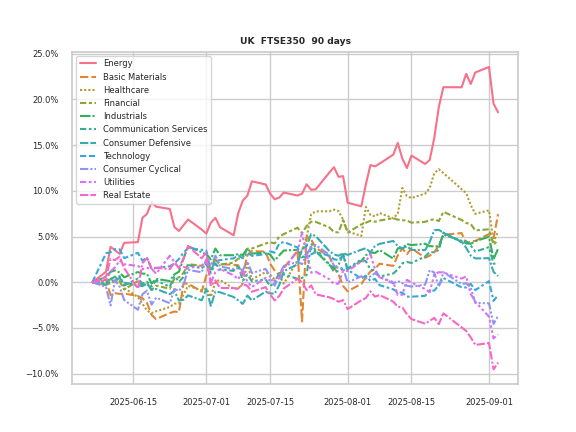 UK  FTSE350  90 days
25.0%
20.0%
15.0%
10.0%
5.0%
0.0%
−5.0%
−10.0%
Energy
Basic Materials
Healthcare
Financial
Industrials
Communication Services
Consumer Defensive
Technology
Consumer Cyclical
Utilities
Real Estate
2025-06-15
2025-07-01
2025-07-15
2025-08-01
2025-08-15
2025-09-01